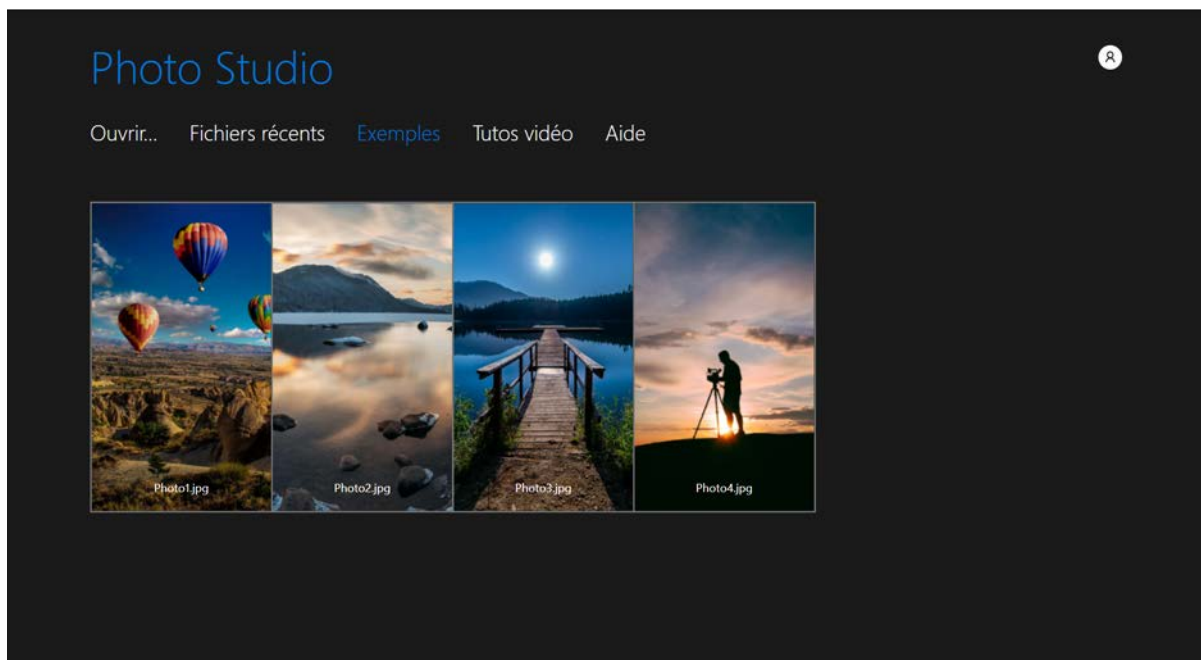 Photo Studio
Ouvrir... Fichiers récents Exemples Tutos vidéo Aide
Photo1.jpg Photo2.jpg Photo3.jpg Photo4.jpg